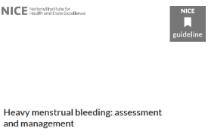 NICE National Institute for
Health and Care Excellence
NICE
guideline
Heavy menstrual bleeding: assessment
and management